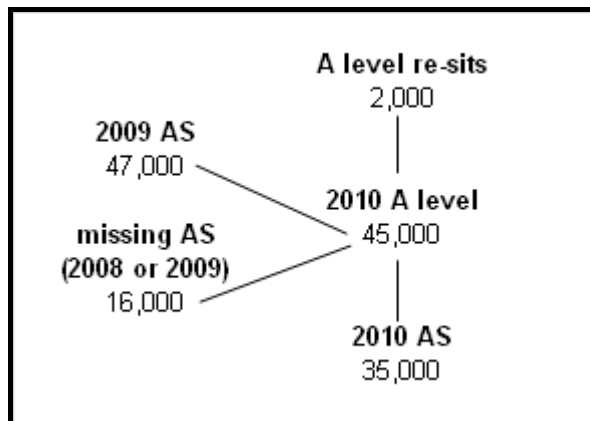 A level re-sits
2,000
2009 AS
47,000
2010 A level
45,000
missing AS
(2008 or 2009)
16,000
2010 AS
35,000